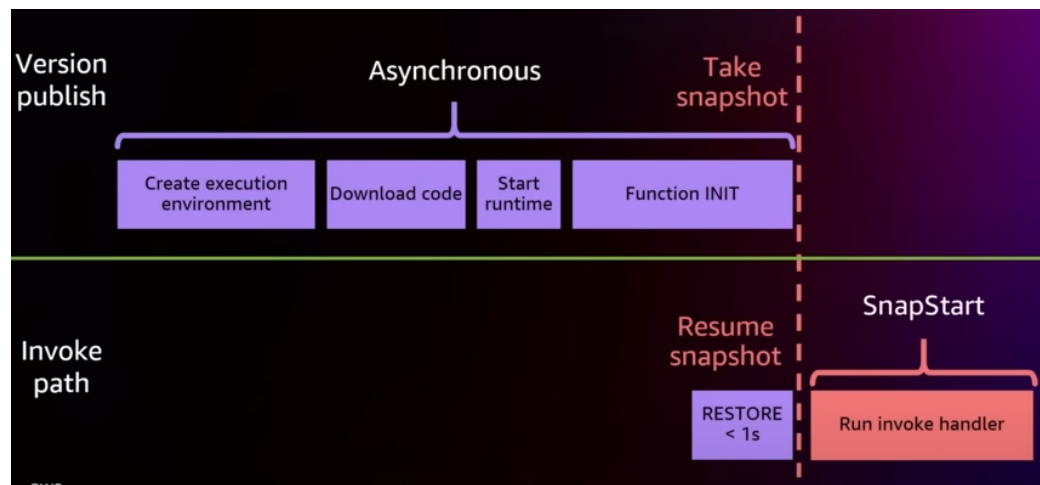 Version
publish
Asynchronous
Take
snapshot
Create execution
environment
Download code
Start
runtime
Function INIT
Invoke
path
Resume
snapshot
SnapStart
RESTORE
< 1s
Run invoke handler